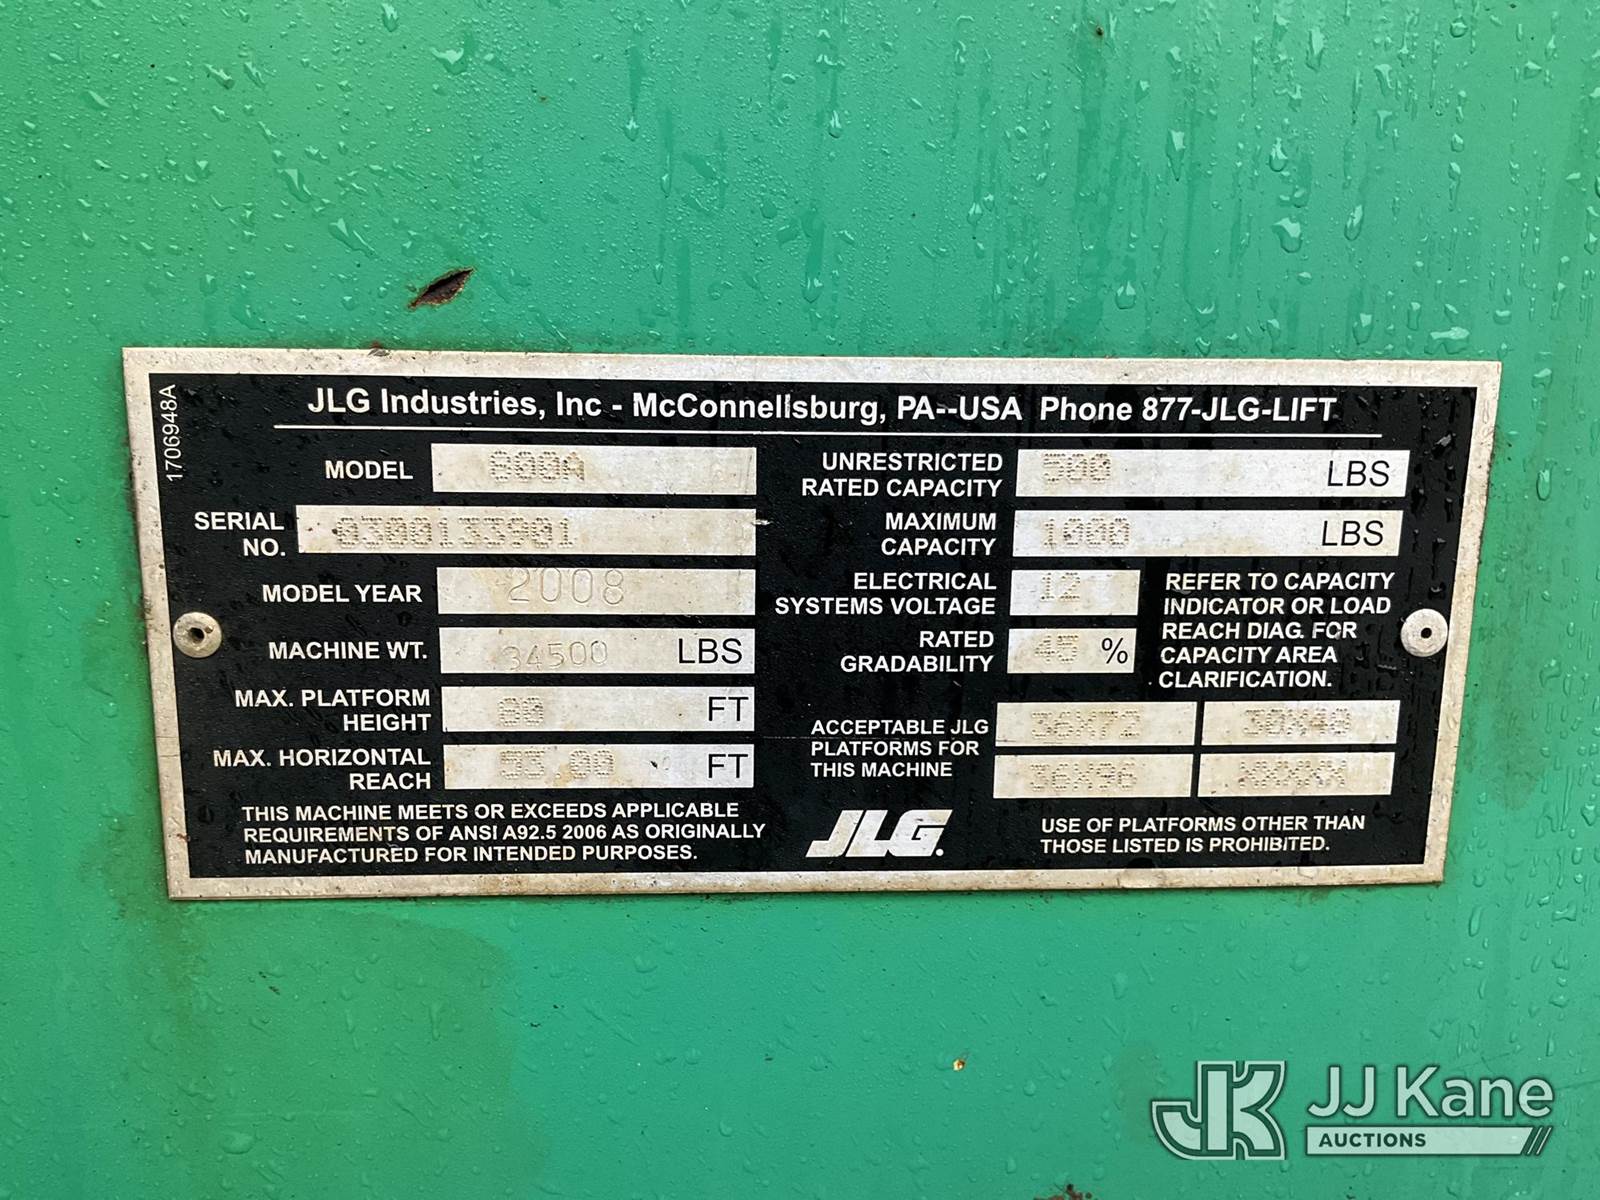 1706948A
JLG Industries, Inc - McConnellsburg, PA--USA Phone 877-JLG-LIFT
MODEL 800A
SERIAL
NO. 0300133901
MODEL YEAR 2008
MACHINE WT. 34500 LBS
MAX. PLATFORM
HEIGHT 80 FT
MAX. HORIZONTAL
REACH 53.00 FT
THIS MACHINE MEETS OR EXCEEDS APPLICABLE
REQUIREMENTS OF ANSI A92.5 2006 AS ORIGINALLY
MANUFACTURED FOR INTENDED PURPOSES.
UNRESTRICTED
RATED CAPACITY 500 LBS
MAXIMUM
CAPACITY 1000 LBS
ELECTRICAL
SYSTEMS VOLTAGE 12
RATED
GRADABILITY 45 %
REFER TO CAPACITY
INDICATOR OR LOAD
REACH DIAG. FOR
CAPACITY AREA
CLARIFICATION.
ACCEPTABLE JLG
PLATFORMS FOR
THIS MACHINE
36X72 30X48
36X96 XXXXX
JLG.
USE OF PLATFORMS OTHER THAN
THOSE LISTED IS PROHIBITED.
JK JJ Kane
AUCTIONS